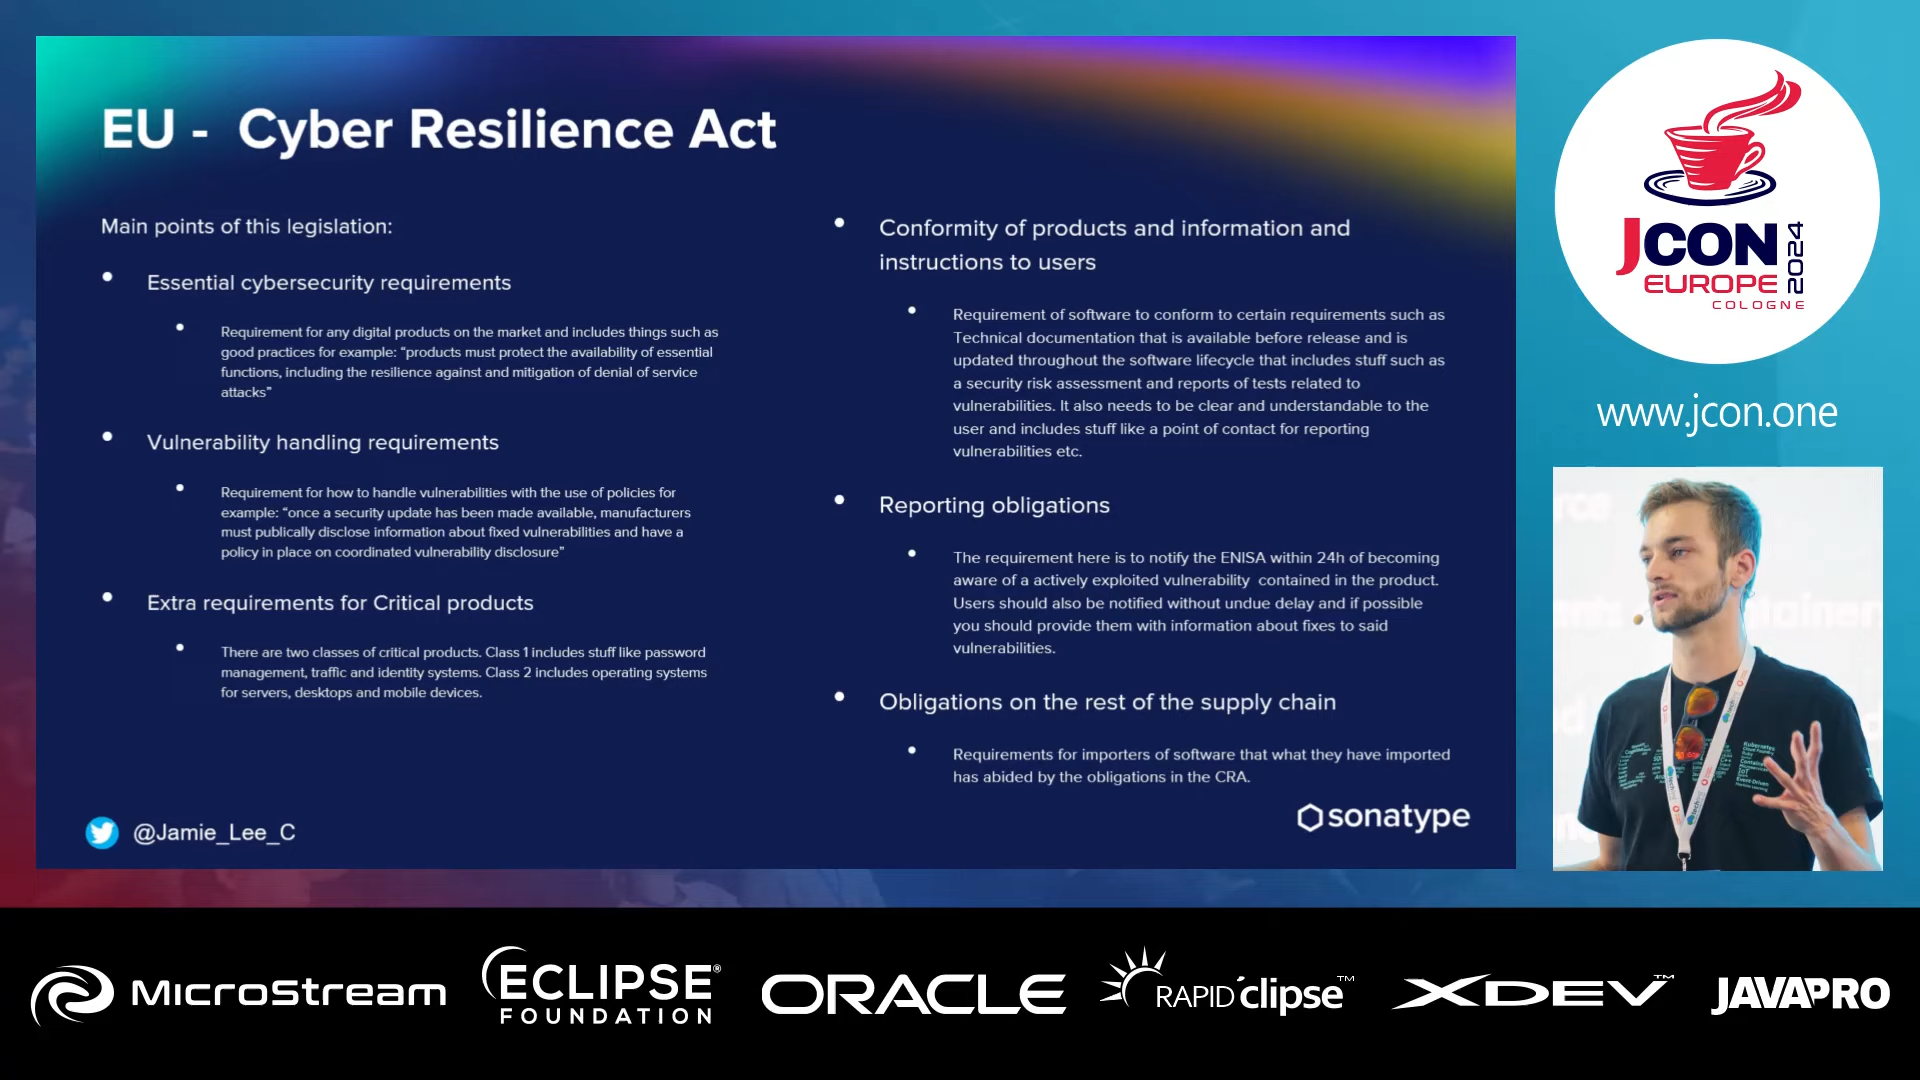 EU - Cyber Resilience Act
Main points of this legislation:
Essential cybersecurity requirements
Requirement for any digital products on the market and includes things such as
good practices for example: “products must protect the availability of essential
functions, including the resilience against and mitigation of denial of service
attacks”
Vulnerability handling requirements
Requirement for how to handle vulnerabilities with the use of policies for
example: “once a security update has been made available, manufacturers
must publically disclose information about fixed vulnerabilities and have a
policy in place on coordinated vulnerability disclosure”
Extra requirements for Critical products
There are two classes of critical products. Class 1 includes stuff like password
management, traffic and identity systems. Class 2 includes operating systems
for servers, desktops and mobile devices.
Conformity of products and information and
instructions to users
Requirement of software to conform to certain requirements such as
Technical documentation that is available before release and is
updated throughout the software lifecycle that includes stuff such as
a security risk assessment and reports of tests related to
vulnerabilities. It also needs to be clear and understandable to the
user and includes stuff like a point of contact for reporting
vulnerabilities etc.
Reporting obligations
The requirement here is to notify the ENISA within 24h of becoming
aware of a actively exploited vulnerability contained in the product.
Users should also be notified without undue delay and if possible
you should provide them with information about fixes to said
vulnerabilities.
Obligations on the rest of the supply chain
Requirements for importers of software that what they have imported
has abided by the obligations in the CRA.
@Jamie_Lee_C
sonatype
JCON
EUROPE
2024
COLOGNE
www.jcon.one
MicroStream
ECLIPSE®
FOUNDATION
ORACLE
RAPID'clipse™
XDEV™
JAVAPRO